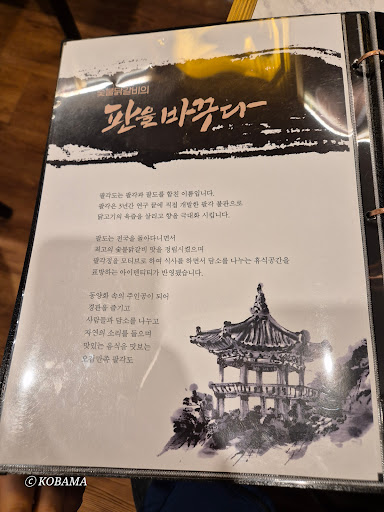 숯불닭갈비의
판을 바꾸다
팔각도는 팔각과 팔도를 합친 이름입니다.
팔각은 5년간 연구 끝에 직접 개발한 팔각 불판으로
닭고기의 육즙을 살리고 향을 극대화 시킵니다.
팔도는 전국을 돌아다니면서
최고의 숯불닭갈비 맛을 정립시켰으며
팔각정을 모티브로 하여 식사를 하면서 담소를 나누는 휴식공간을
표방하는 아이덴티티가 반영됐습니다.
동양화 속의 주인공이 되어
경관을 즐기고
사람들과 담소를 나누고
자연의 소리를 들으며
맛있는 음식을 맛보는
오감만족 팔각도
© KOBAMA